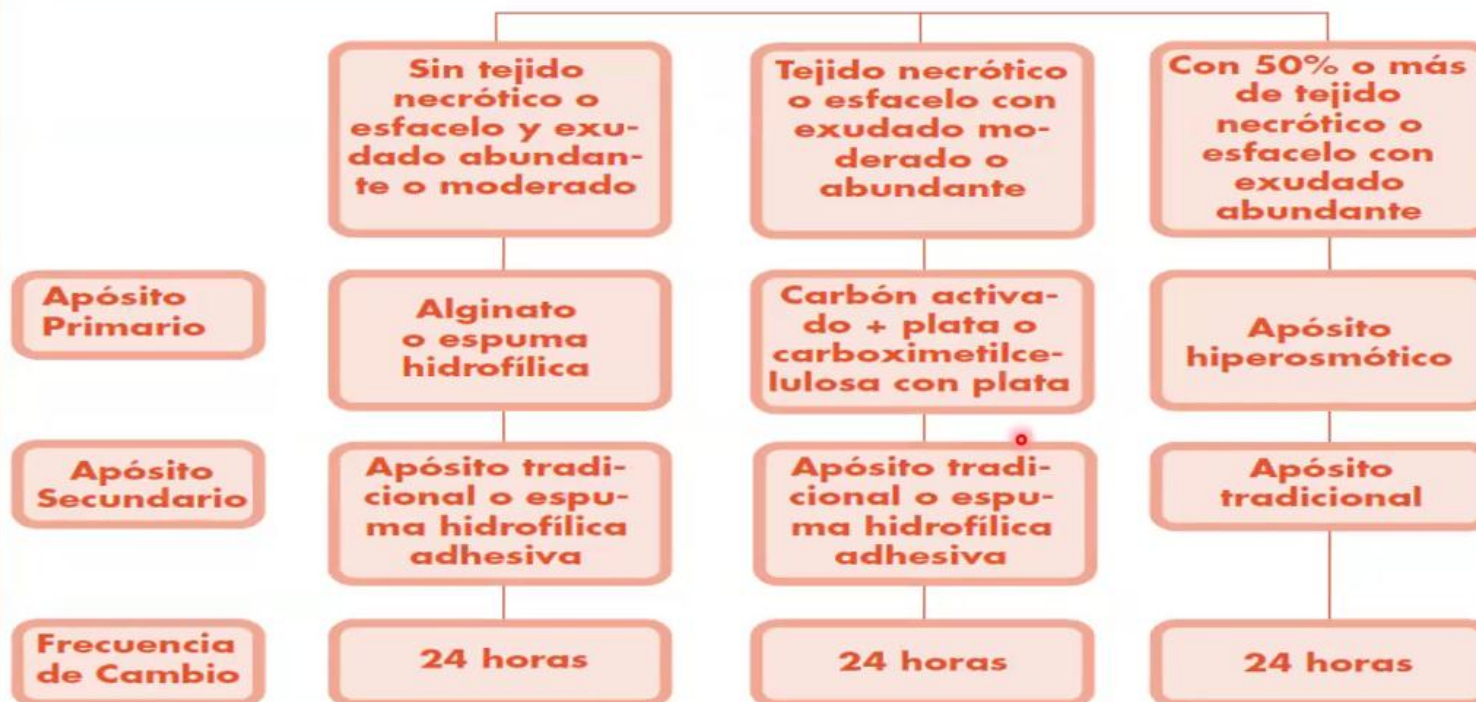 Sin tejido
necrótico o
esfacelo y exu-
dado abundan-
te o moderado
Tejido necrótico
o esfacelo con
exudado mo-
derado o
abundante
Con 50% o más
de tejido
necrótico o
esfacelo con
exudado
abundante
Apósito
Primario
Alginato
o espuma
hidrofílica
Carbón activa-
do + plata o
carboximetilce-
lulosa con plata
Apósito
hiperosmótico
Apósito
Secundario
Apósito tradi-
cional o espu-
ma hidrofílica
adhesiva
Apósito tradi-
cional o espu-
ma hidrofílica
adhesiva
Apósito
tradicional
Frecuencia
de Cambio
24 horas
24 horas
24 horas